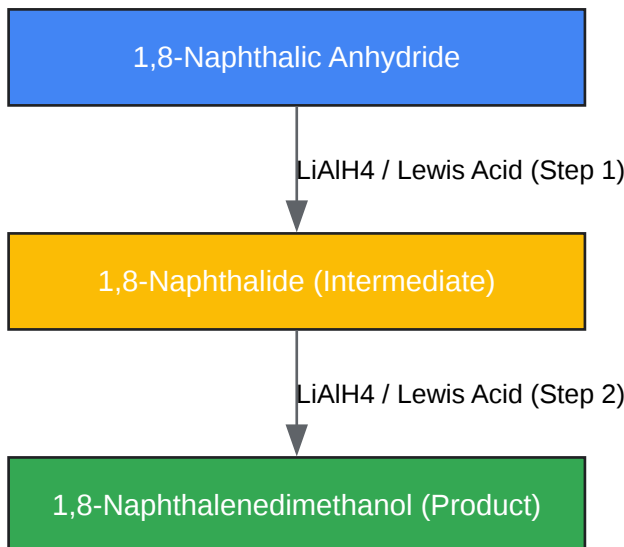 1,8-Naphthalic Anhydride
LiAlH4 / Lewis Acid (Step 1)
1,8-Naphthalide (Intermediate)
LiAlH4 / Lewis Acid (Step 2)
1,8-Naphthalenedimethanol (Product)